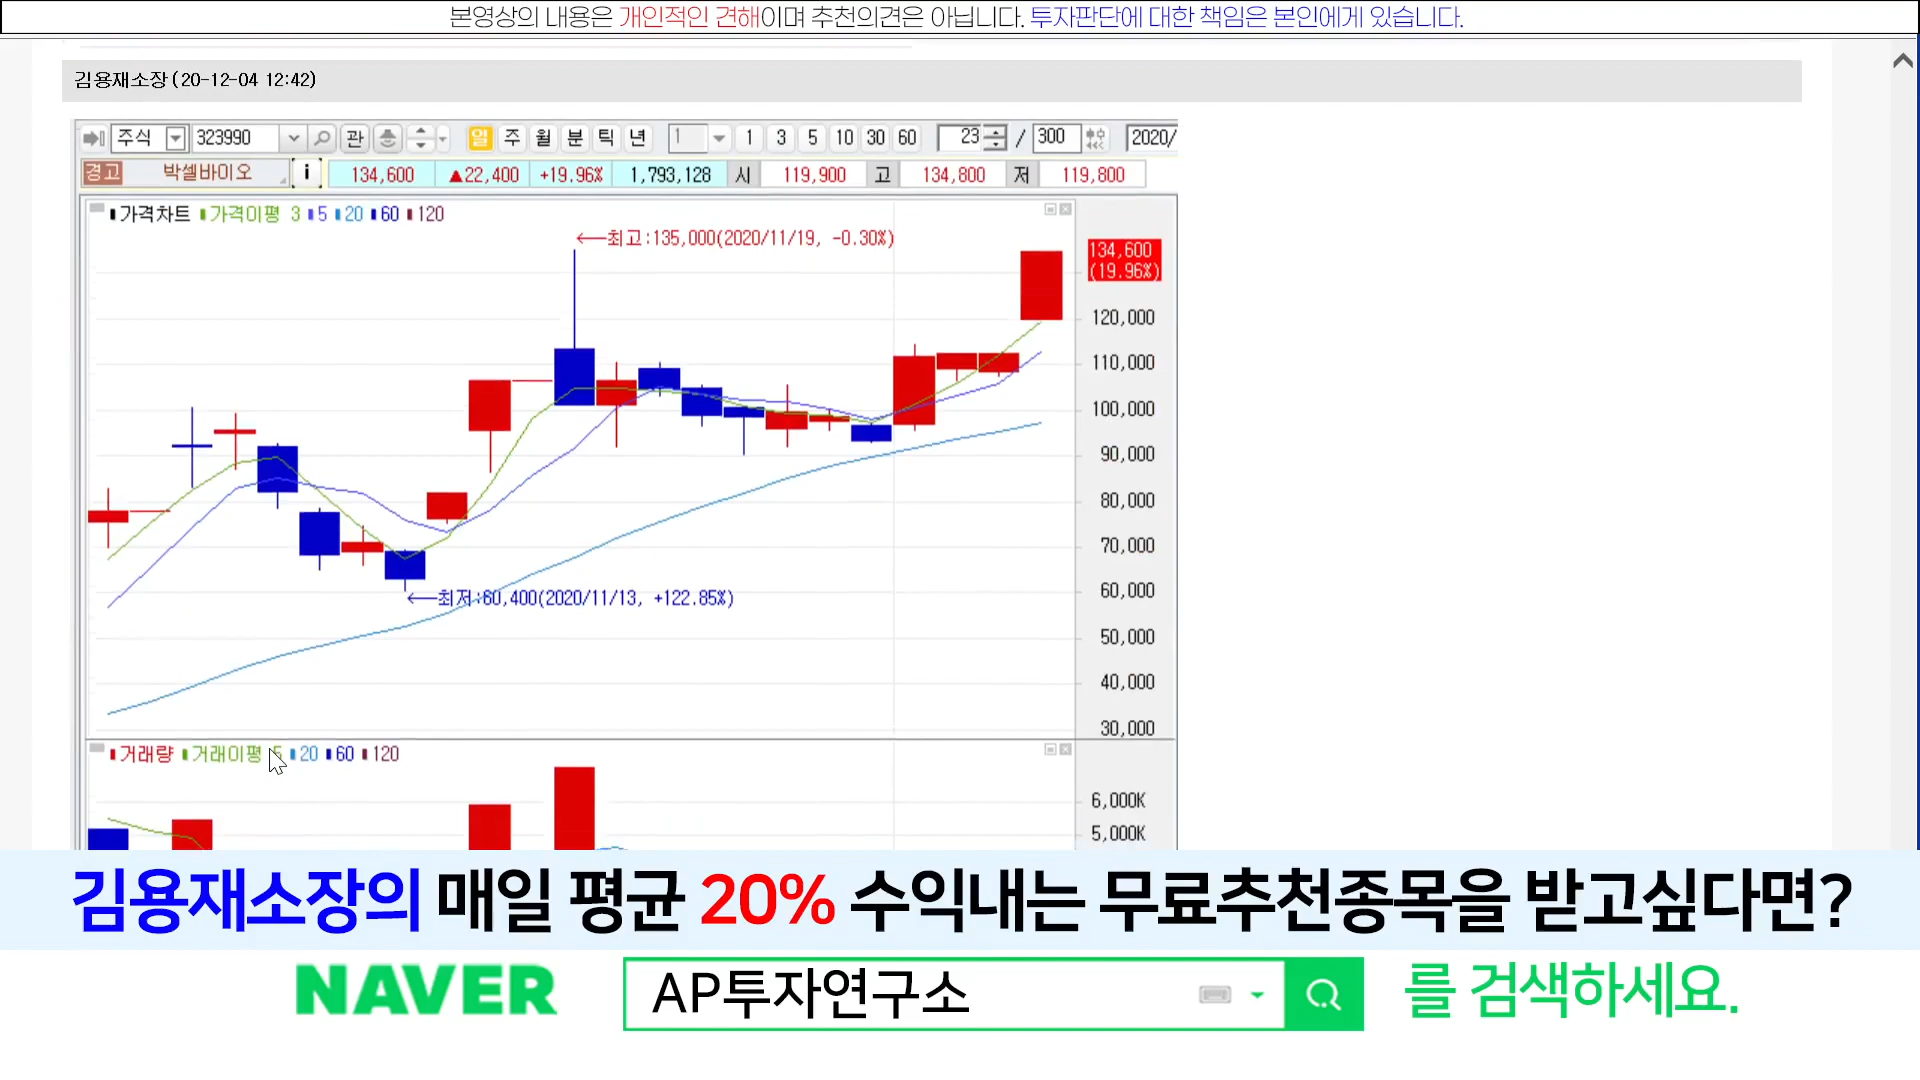 본영상의 내용은 개인적인 견해이며 추천의견은 아닙니다. 투자판단에 대한 책임은 본인에게 있습니다.
김용재소장(20-12-04 12:42)
주식 323990 관 일 주 월 분 틱 년 1 1 3 5 10 30 60 23 / 300 2020/
경고 박셀바이오 i 134,600 ▲22,400 +19.96% 1,793,128 시 119,900 고 134,800 저 119,800
가격차트 가격이평 3 5 20 60 120
←최고:135,000(2020/11/19, -0.30%)
134,600
(19.96%)
120,000
110,000
100,000
90,000
80,000
70,000
60,000
←최저:60,400(2020/11/13, +122.85%)
50,000
40,000
30,000
거래량 거래이평 5 20 60 120
6,000K
5,000K
김용재소장의 매일 평균 20% 수익내는 무료추천종목을 받고싶다면?
NAVER AP투자연구소 를 검색하세요.